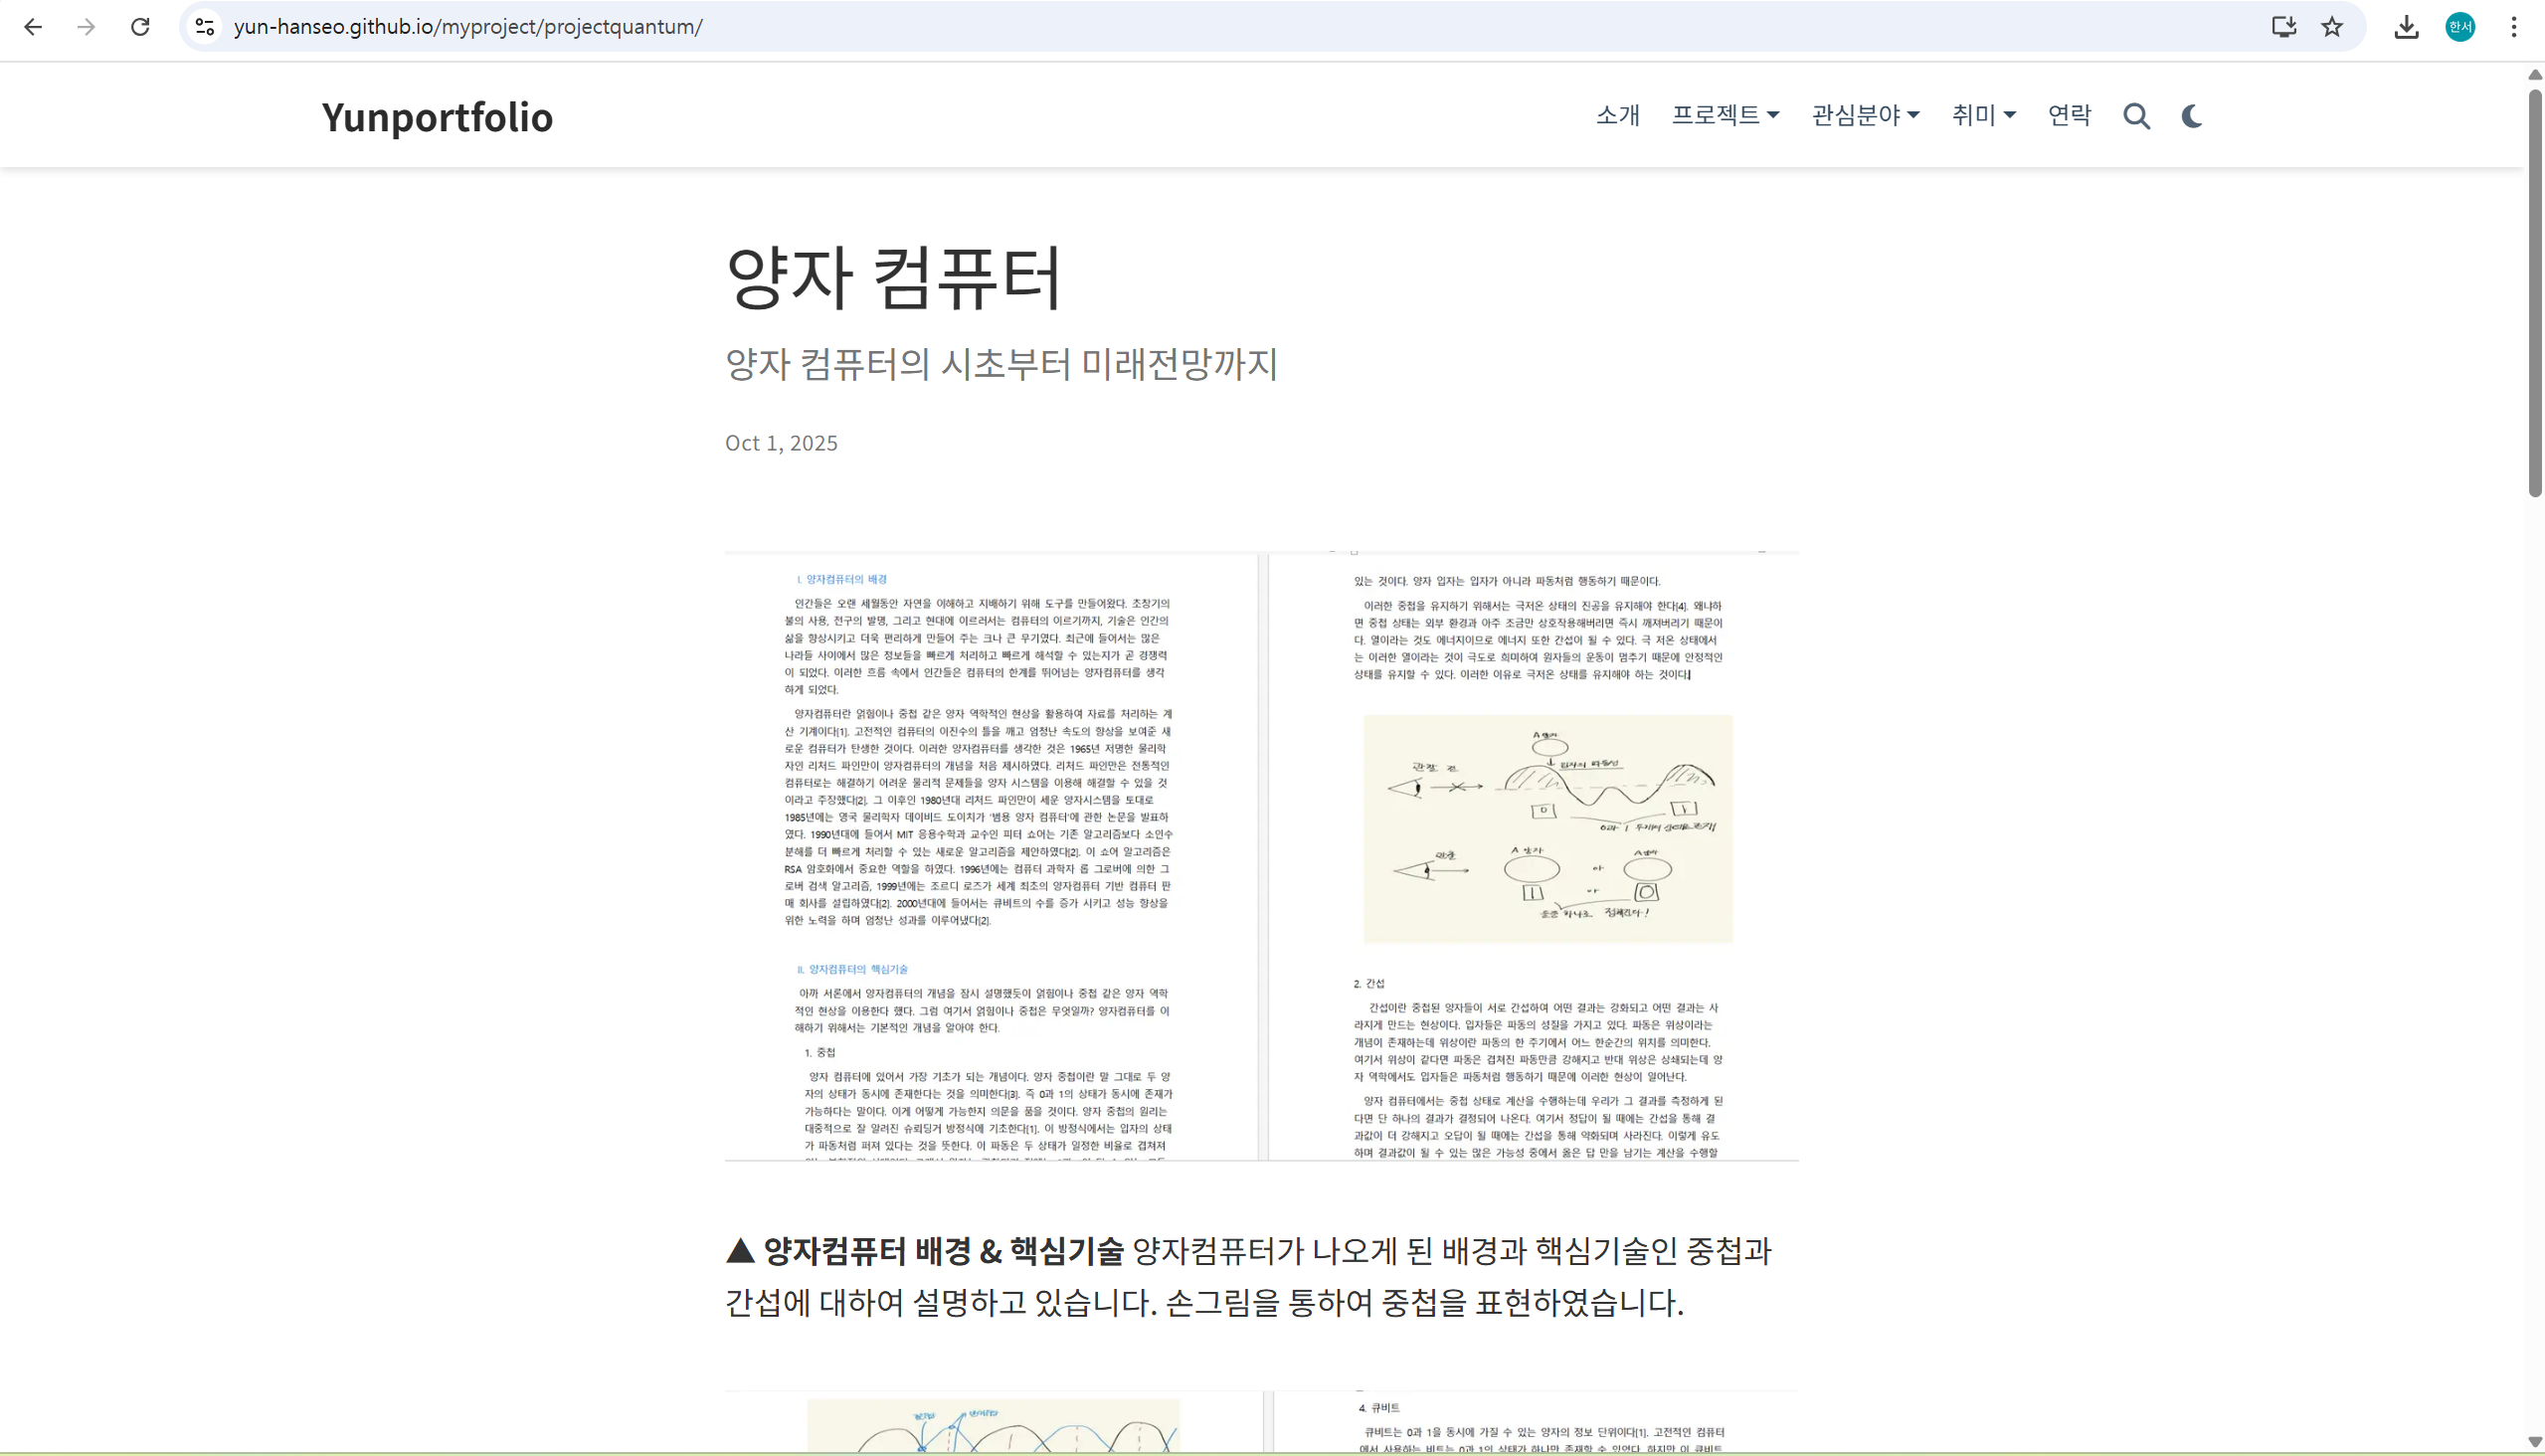 yun-hanseo.github.io/myproject/projectquantum/
한서
Yunportfolio
소개 프로젝트 관심분야 취미 연락
양자 컴퓨터
양자 컴퓨터의 시초부터 미래전망까지
Oct 1, 2025
I. 양자컴퓨터의 배경
인간들은 오랜 세월동안 자연을 이해하고 지배하기 위해 도구를 만들어왔다. 초창기의
불의 사용, 전구의 발명, 그리고 현대에 이르러서는 컴퓨터의 이르기까지, 기술은 인간의
삶을 향상시키고 더욱 편리하게 만들어 주는 크나 큰 무기였다. 최근에 들어서는 많은
나라들 사이에서 많은 정보들을 빠르게 처리하고 빠르게 해석할 수 있는지가 곧 경쟁력
이 되었다. 이러한 흐름 속에서 인간들은 컴퓨터의 한계를 뛰어넘는 양자컴퓨터를 생각
하게 되었다.
양자컴퓨터란 얽힘이나 중첩 같은 양자 역학적인 현상을 활용하여 자료를 처리하는 계
산 기계이다[1]. 고전적인 컴퓨터의 이진수의 틀을 깨고 엄청난 속도의 향상을 보여준 새
로운 컴퓨터가 탄생한 것이다. 이러한 양자컴퓨터를 생각한 것은 1965년 저명한 물리학
자인 리처드 파인만이 양자컴퓨터의 개념을 처음 제시하였다. 리처드 파인만은 전통적인
컴퓨터로는 해결하기 어려운 물리적 문제들을 양자 시스템을 이용해 해결할 수 있을 것
이라고 주장했다[2]. 그 이후인 1980년대 리처드 파인만이 세운 양자시스템을 토대로
1985년에는 영국 물리학자 데이비드 도이치가 '범용 양자 컴퓨터'에 관한 논문을 발표하
였다. 1990년대에 들어서 MIT 응용수학과 교수인 피터 쇼어는 기존 알고리즘보다 소인수
분해를 더 빠르게 처리할 수 있는 새로운 알고리즘을 제안하였다[2]. 이 쇼어 알고리즘은
RSA 암호화에서 중요한 역할을 하였다. 1996년에는 컴퓨터 과학자 롭 그로버에 의한 그
로버 검색 알고리즘, 1999년에는 조르디 로즈가 세계 최초의 양자컴퓨터 기반 컴퓨터 판
매 회사를 설립하였다[2]. 2000년대에 들어서는 큐비트의 수를 증가 시키고 성능 향상을
위한 노력을 하며 엄청난 성과를 이루어냈다[2].
II. 양자컴퓨터의 핵심기술
아까 서론에서 양자컴퓨터의 개념을 잠시 설명했듯이 얽힘이나 중첩 같은 양자 역학
적인 현상을 이용한다 했다. 그럼 여기서 얽힘이나 중첩은 무엇일까? 양자컴퓨터를 이
해하기 위해서는 기본적인 개념을 알아야 한다.
1. 중첩
양자 컴퓨터에 있어서 가장 기초가 되는 개념이다. 양자 중첩이란 말 그대로 두 양
자의 상태가 동시에 존재한다는 것을 의미한다[3]. 즉 0과 1의 상태가 동시에 존재가
가능하다는 말이다. 이게 어떻게 가능한지 의문을 품을 것이다. 양자 중첩의 원리는
대중적으로 잘 알려진 슈뢰딩거 방정식에 기초한다[1]. 이 방정식에서는 입자의 상태
가 파동처럼 퍼져 있다는 것을 뜻한다. 이 파동은 두 상태가 일정한 비율로 겹쳐져
있는 것이다. 양자 입자는 입자가 아니라 파동처럼 행동하기 때문이다.
이러한 중첩을 유지하기 위해서는 극저온 상태의 진공을 유지해야 한다[4]. 왜냐하
면 중첩 상태는 외부 환경과 아주 조금만 상호작용해버리면 즉시 깨져버리기 때문이
다. 열이라는 것도 에너지이므로 에너지 또한 간섭이 될 수 있다. 극 저온 상태에서
는 이러한 열이라는 것이 극도로 희미하여 원자들의 운동이 멈추기 때문에 안정적인
상태를 유지할 수 있다. 이러한 이유로 극저온 상태를 유지해야 하는 것이다.
A 양자
관찰 전
양자의 파동성
0
1
관찰
A 양자
A 양자
or
1
or
0
2. 간섭
간섭이란 중첩된 양자들이 서로 간섭하여 어떤 결과는 강화되고 어떤 결과는 사
라지게 만드는 현상이다. 입자들은 파동의 성질을 가지고 있다. 파동은 위상이라는
개념이 존재하는데 위상이란 파동의 한 주기에서 어느 한순간의 위치를 의미한다.
여기서 위상이 같다면 파동은 겹쳐진 파동만큼 강해지고 반대 위상은 상쇄되는데 양
자 역학에서도 입자들은 파동처럼 행동하기 때문에 이러한 현상이 일어난다.
양자 컴퓨터에서는 중첩 상태로 계산을 수행하는데 우리가 그 결과를 측정하게 된
다면 단 하나의 결과가 결정되어 나온다. 여기서 정답이 될 때에는 간섭을 통해 결
과값이 더 강해지고 오답이 될 때에는 간섭을 통해 약화되며 사라진다. 이렇게 유도
하며 결과값이 될 수 있는 많은 가능성 중에서 옳은 답 만을 남기는 계산을 수행할
▲ 양자컴퓨터 배경 & 핵심기술 양자컴퓨터가 나오게 된 배경과 핵심기술인 중첩과
간섭에 대하여 설명하고 있습니다. 손그림을 통하여 중첩을 표현하였습니다.
4. 큐비트
큐비트는 0과 1을 동시에 가질 수 있는 양자의 정보 단위이다[1]. 고전적인 컴퓨터
에서 사용하는 비트는 0과 1의 상태가 하나만 존재할 수 있었다. 하지만 이 큐비트